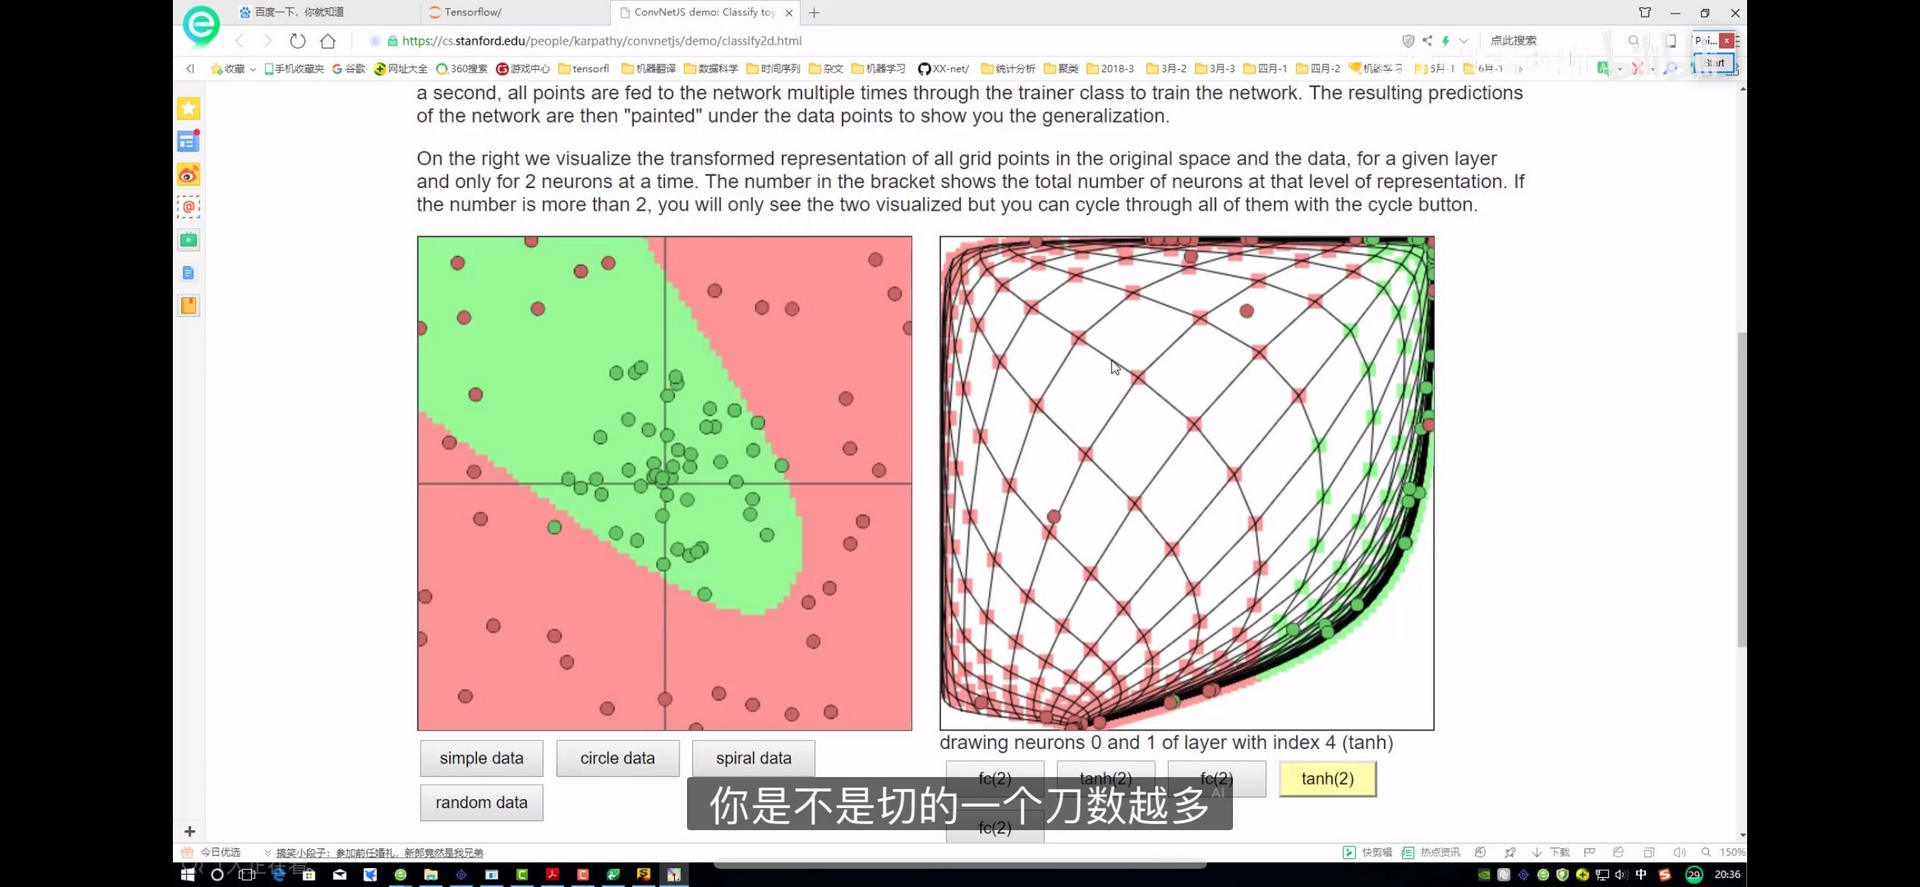 百度一下，你就知道
Tensorflow/
ConvNetJS demo: Classify toy
https://cs.stanford.edu/people/karpathy/convnetjs/demo/classify2d.html
点此搜索
Poi...
Start
收藏
手机收藏夹
谷歌
网址大全
360搜索
游戏中心
tensorfl
机器翻译
数据科学
时间序列
杂文
机器学习
XX-net/
统计分析
聚类
2018-3
3月-2
3月-3
四月-1
四月-2
机器学习
5月-1
6月-1
a second, all points are fed to the network multiple times through the trainer class to train the network. The resulting predictions
of the network are then "painted" under the data points to show you the generalization.
On the right we visualize the transformed representation of all grid points in the original space and the data, for a given layer
and only for 2 neurons at a time. The number in the bracket shows the total number of neurons at that level of representation. If
the number is more than 2, you will only see the two visualized but you can cycle through all of them with the cycle button.
simple data
circle data
spiral data
random data
drawing neurons 0 and 1 of layer with index 4 (tanh)
fc(2)
tanh(2)
fc(2)
tanh(2)
fc(2)
你是不是切的一个刀数越多
AI
今日优选
搞笑小段子：参加前任婚礼，新郎竟然是我兄弟
快剪辑
热点资讯
下载
150%
人正在看
中
29
20:36